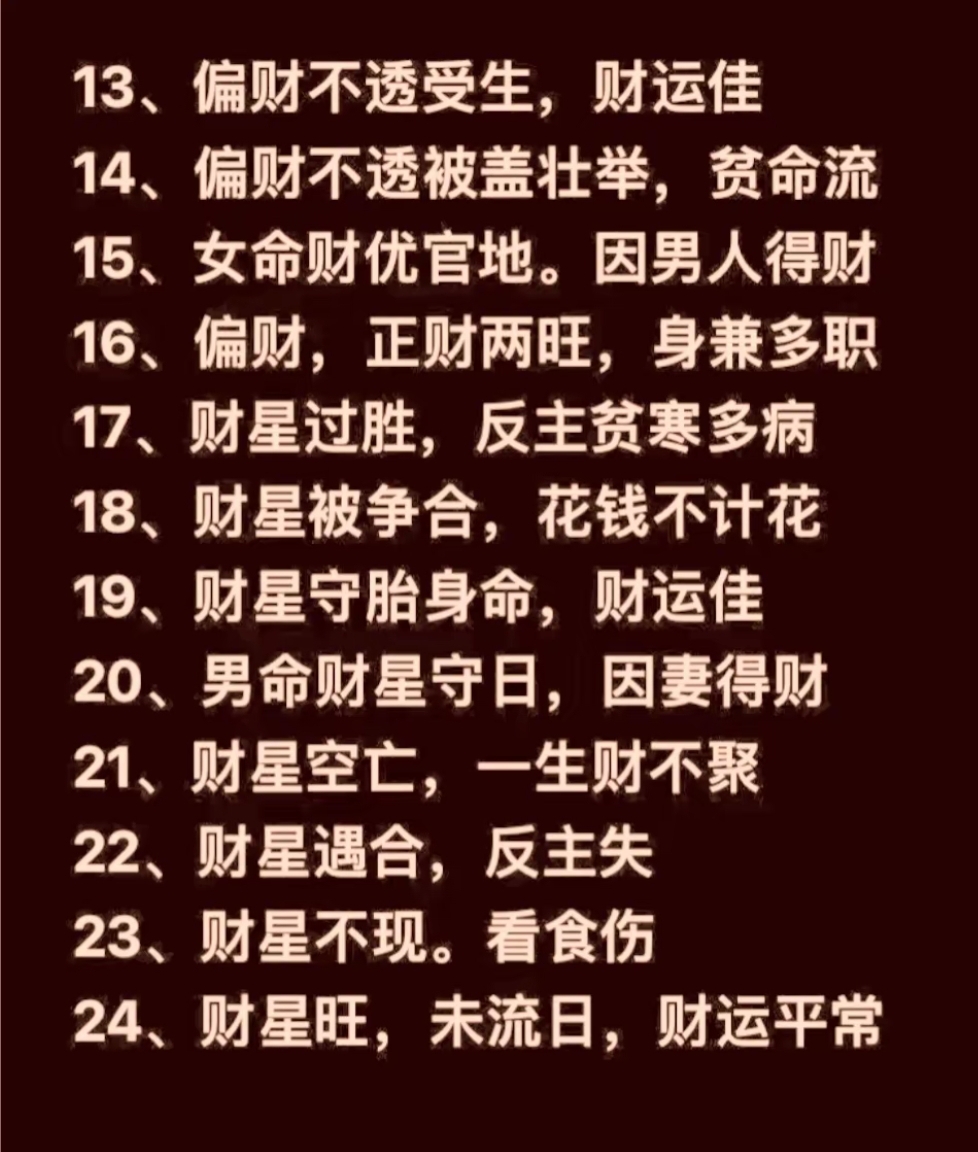 13、偏财不透受生，财运佳
14、偏财不透被盖壮举，贫命流
15、女命财优官地。因男人得财
16、偏财，正财两旺，身兼多职
17、财星过胜，反主贫寒多病
18、财星被争合，花钱不计花
19、财星守胎身命，财运佳
20、男命财星守日，因妻得财
21、财星空亡，一生财不聚
22、财星遇合，反主失
23、财星不现。看食伤
24、财星旺，未流日，财运平常